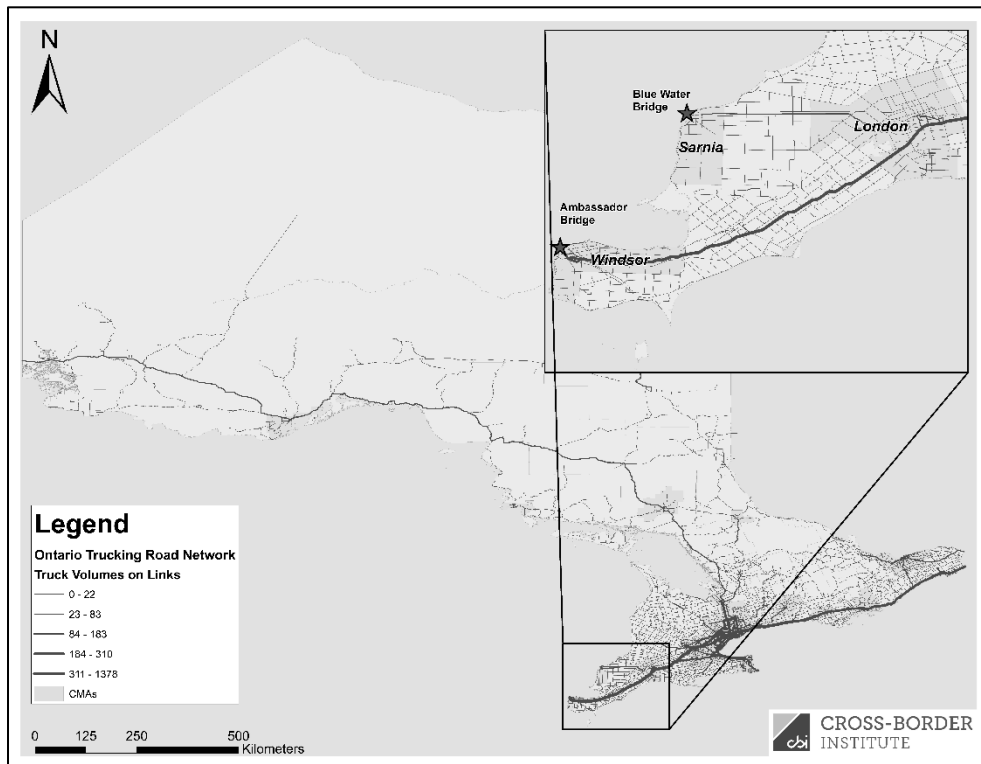 N
Blue Water
Bridge
London
Sarnia
Ambassador
Bridge
Windsor
Legend
Ontario Trucking Road Network
Truck Volumes on Links
0 - 22
23 - 83
84 - 183
184 - 310
311 - 1378
CMAs
0 125 250 500
Kilometers
cbi
CROSS-BORDER
INSTITUTE